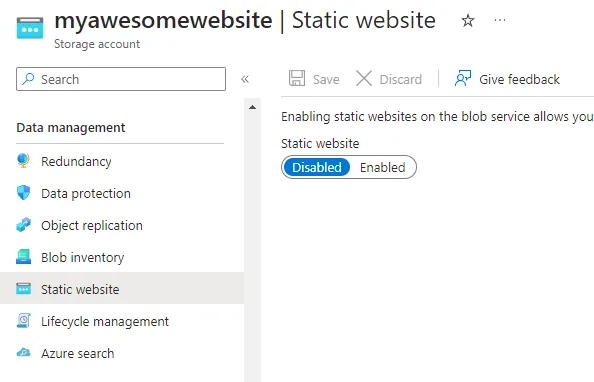 myawesomewebsite | Static website
Storage account
Search
Save Discard Give feedback
Data management
Redundancy
Data protection
Object replication
Blob inventory
Static website
Lifecycle management
Azure search
Enabling static websites on the blob service allows you
Static website
Disabled Enabled